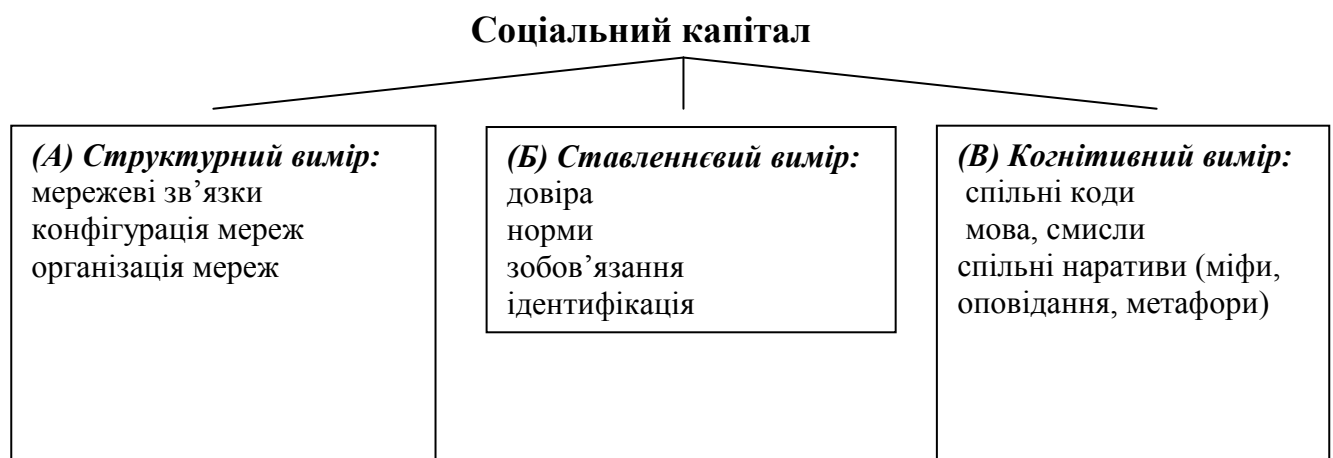 Соціальний капітал
(А) Структурний вимір:
мережеві зв’язки
конфігурація мереж
організація мереж
(Б) Ставленнєвий вимір:
довіра
норми
зобов’язання
ідентифікація
(В) Когнітивний вимір:
спільні коди
мова, смисли
спільні наративи (міфи,
оповідання, метафори)